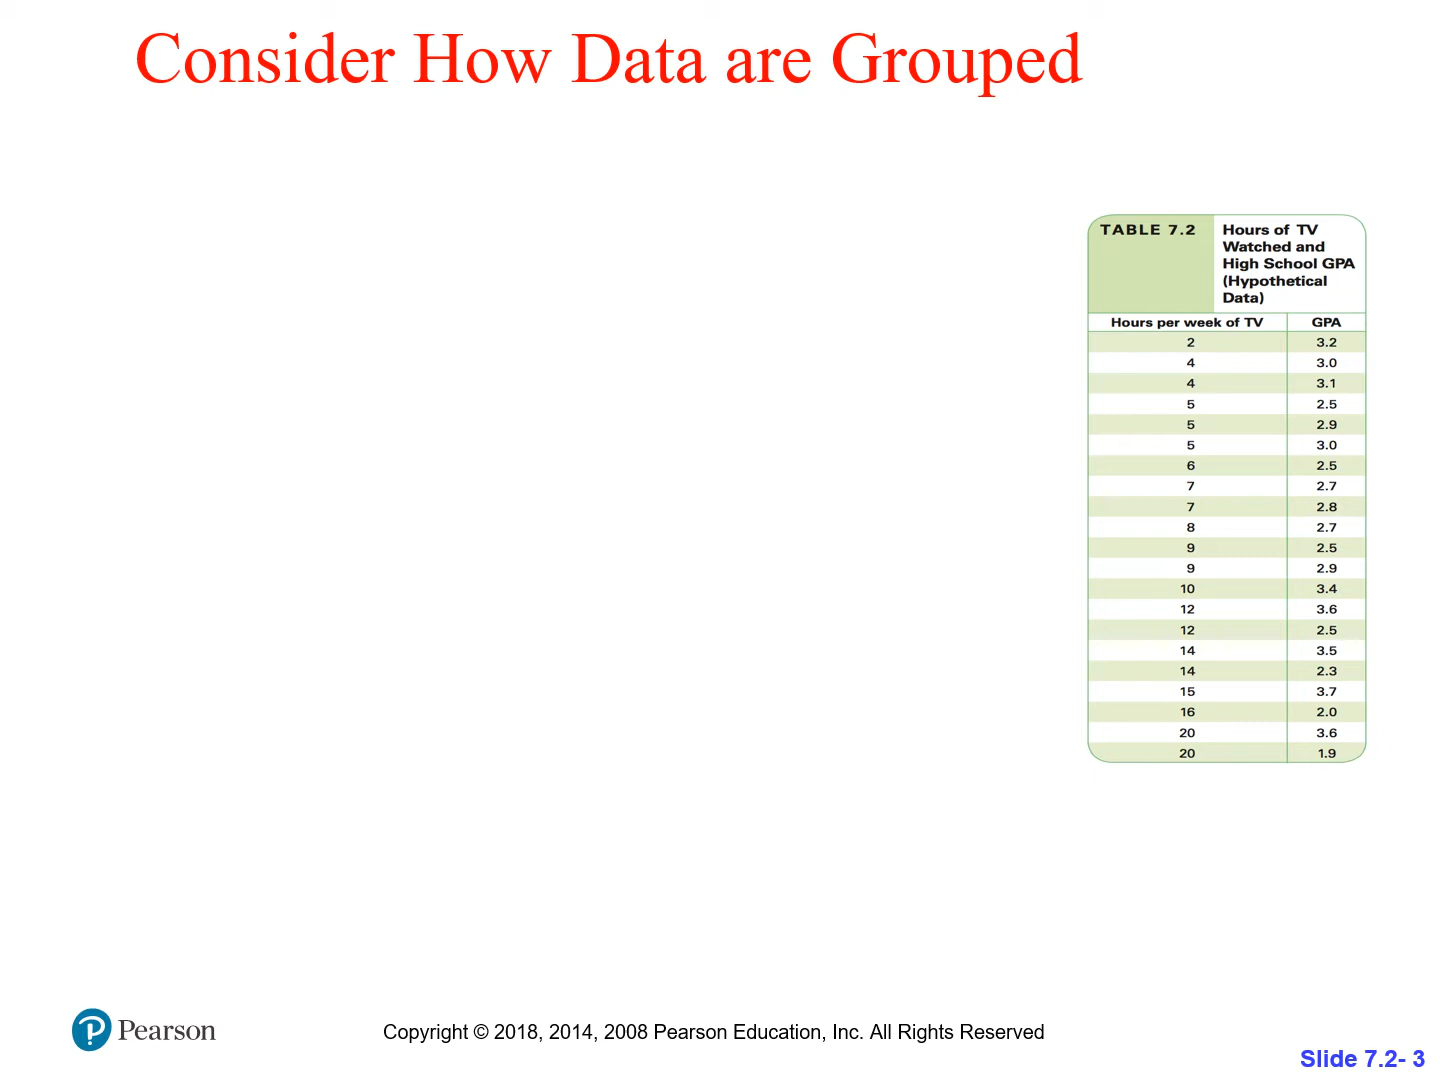 Consider How Data are Grouped
TABLE 7.2
Hours of TV
Watched and
High School GPA
(Hypothetical
Data)
Hours per week of TV GPA
2 3.2
4 3.0
4 3.1
5 2.5
5 2.9
5 3.0
6 2.5
7 2.7
7 2.8
8 2.7
9 2.5
9 2.9
10 3.4
12 3.6
12 2.5
14 3.5
14 2.3
15 3.7
16 2.0
20 3.6
20 1.9
Pearson
Copyright © 2018, 2014, 2008 Pearson Education, Inc. All Rights Reserved
Slide 7.2- 3